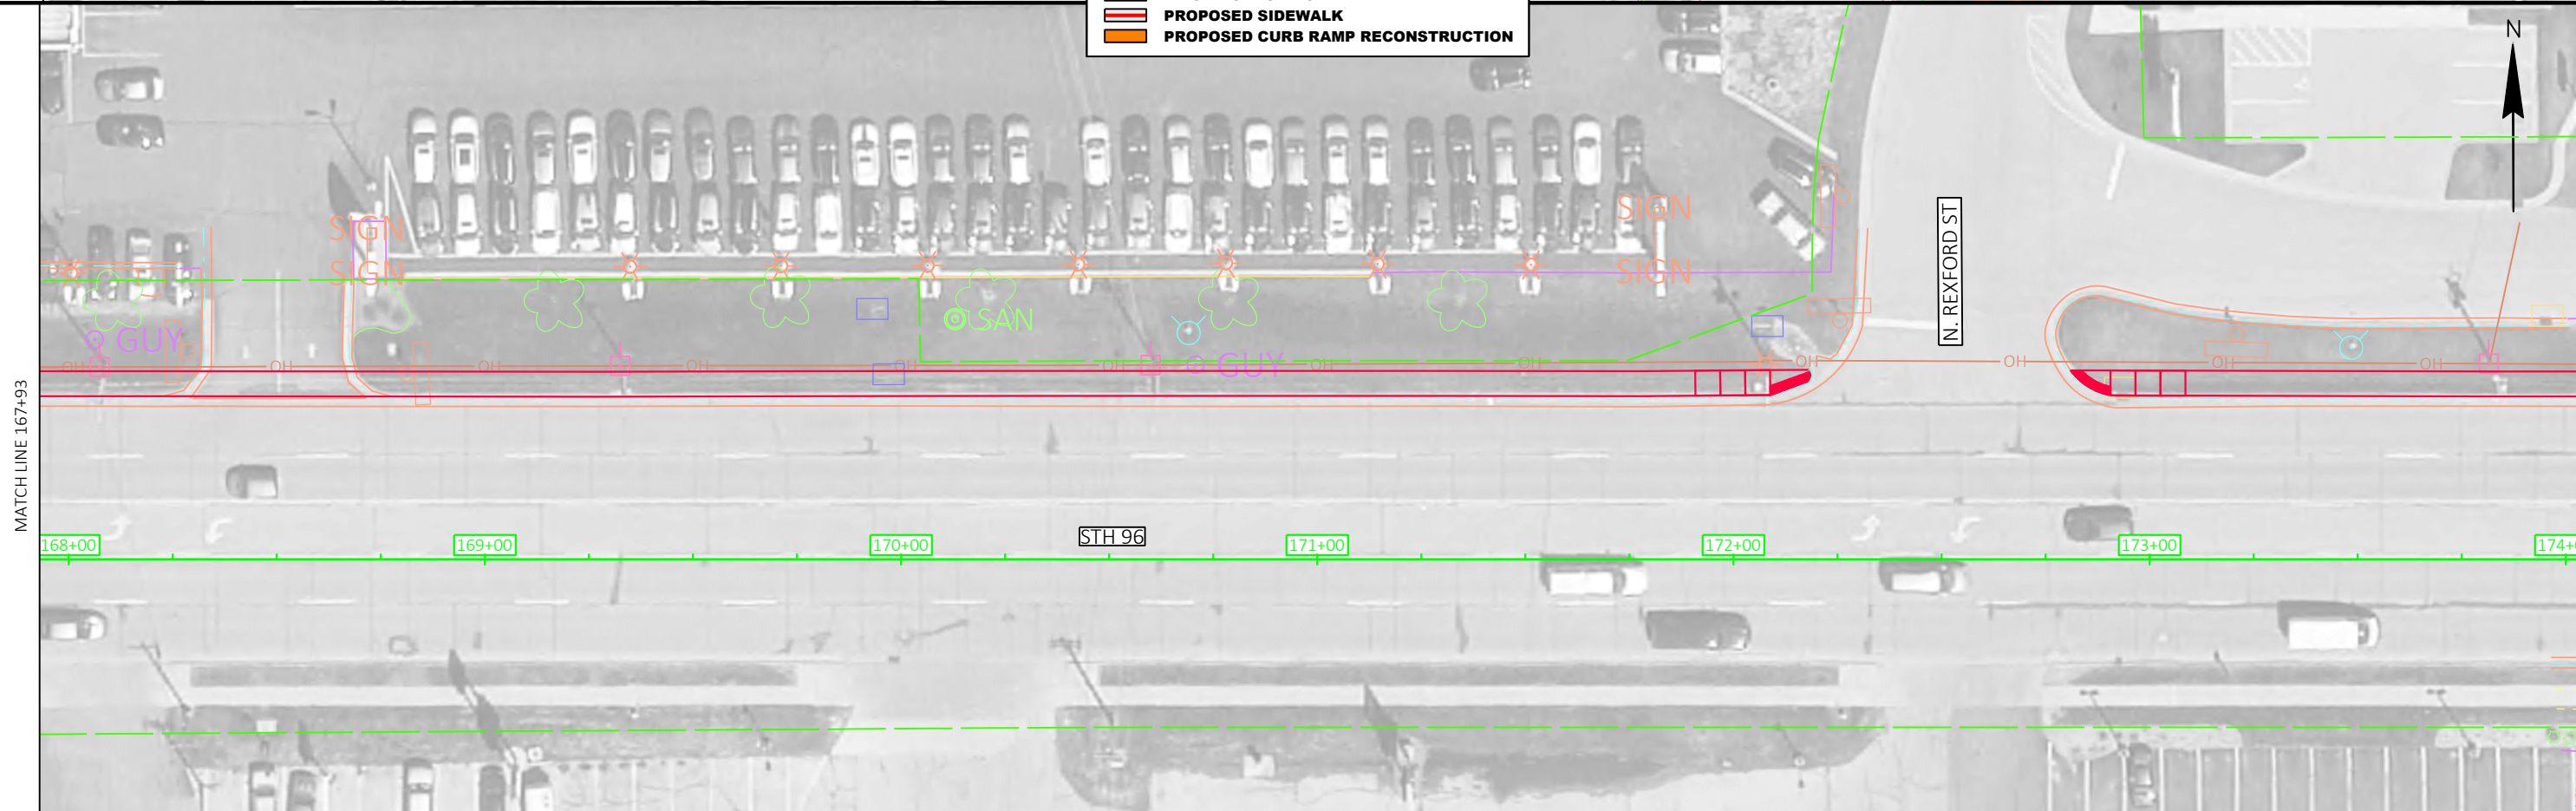 PROPOSED SIDEWALK
PROPOSED CURB RAMP RECONSTRUCTION
N
MATCH LINE 167+93
SIGN
SIGN
SIGN
SIGN
N. REXFORD ST
SAN
GUY
GUY
OH
OH
OH
OH
OH
OH
OH
OH
OH
OH
OH
OH
STH 96
168+00
169+00
170+00
171+00
172+00
173+00